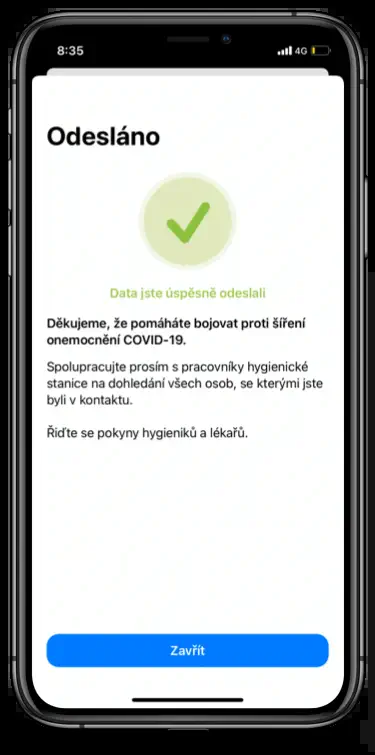 8:35
4G
Odesláno
Data jste úspěšně odeslali
Děkujeme, že pomáháte bojovat proti šíření
onemocnění COVID-19.
Spolupracujte prosím s pracovníky hygienické
stanice na dohledání všech osob, se kterými jste
byli v kontaktu.
Řiďte se pokyny hygieniků a lékařů.
Zavřít